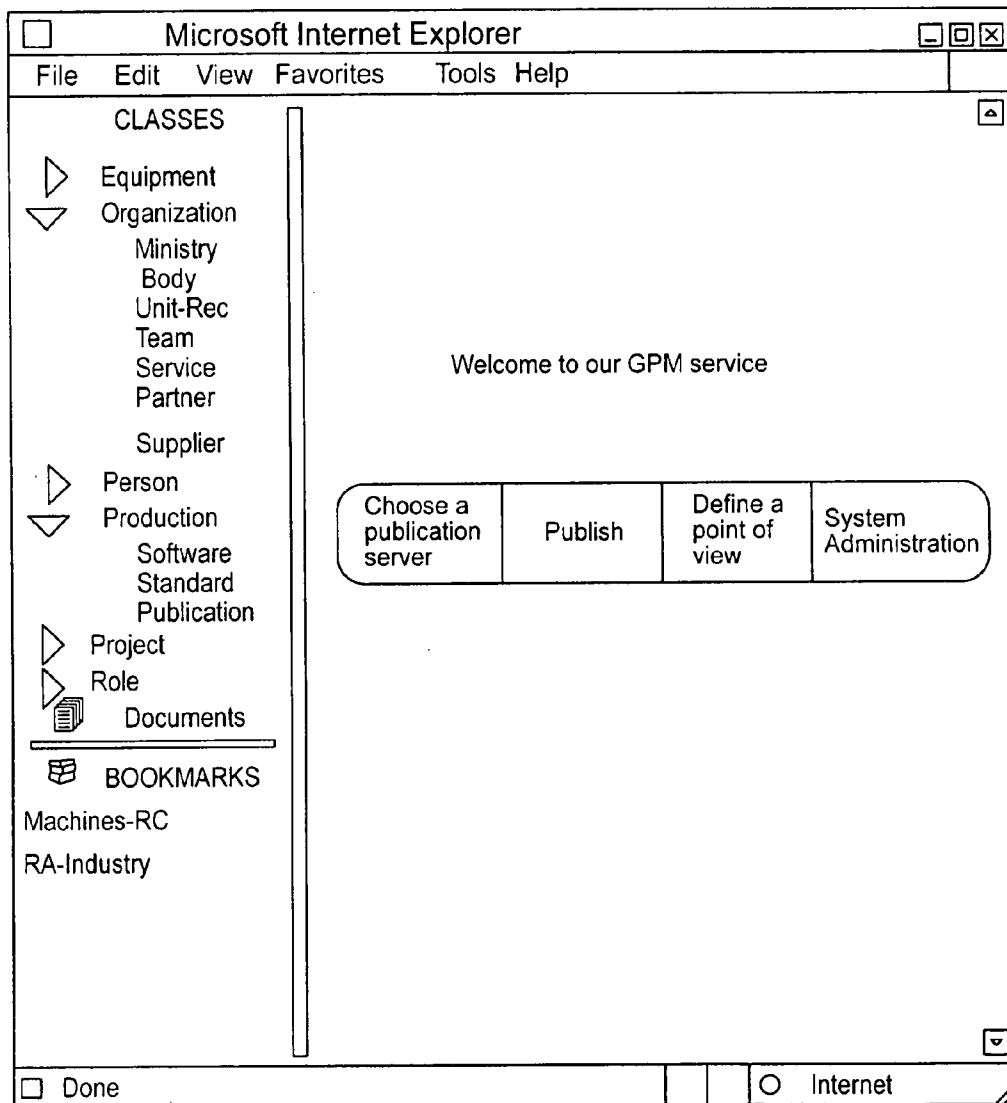 Microsoft Internet Explorer
File Edit View Favorites Tools Help
CLASSES
Equipment
Organization
Ministry
Body
Unit-Rec
Team
Service
Partner
Supplier
Person
Production
Software
Standard
Publication
Project
Role
Documents
BOOKMARKS
Machines-RC
RA-Industry
Welcome to our GPM service
Choose a
publication
server
Publish
Define a
point of
view
System
Administration
Done
Internet